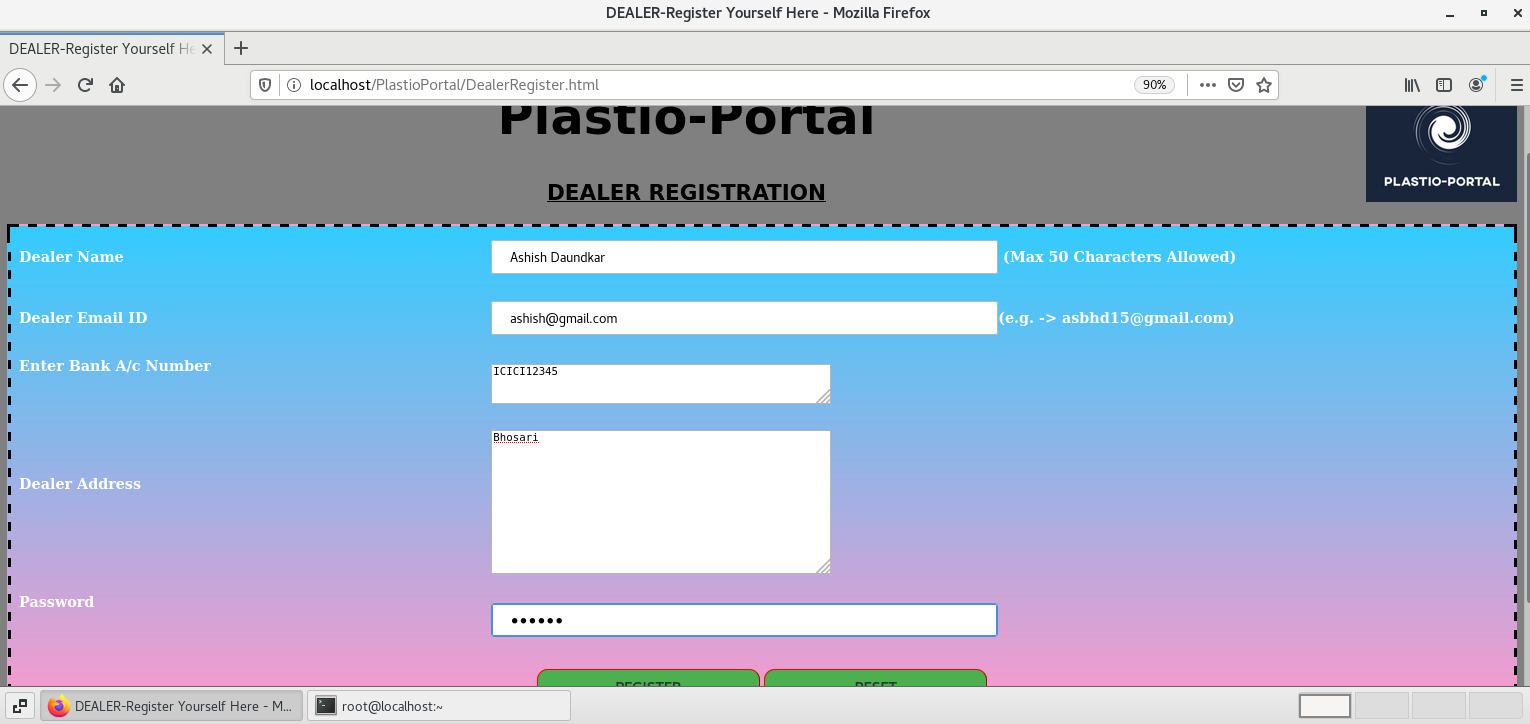 DEALER-Register Yourself Here - Mozilla Firefox
DEALER-Register Yourself He
localhost/PlastioPortal/DealerRegister.html
90%
Plastio-Portal
PLASTIO-PORTAL
DEALER REGISTRATION
Dealer Name
Ashish Daundkar
(Max 50 Characters Allowed)
Dealer Email ID
ashish@gmail.com
(e.g. -> asbhd15@gmail.com)
Enter Bank A/c Number
ICICI12345
Bhosari
Dealer Address
Password
••••••
REGISTER
RESET
DEALER-Register Yourself Here - M...
root@localhost:~